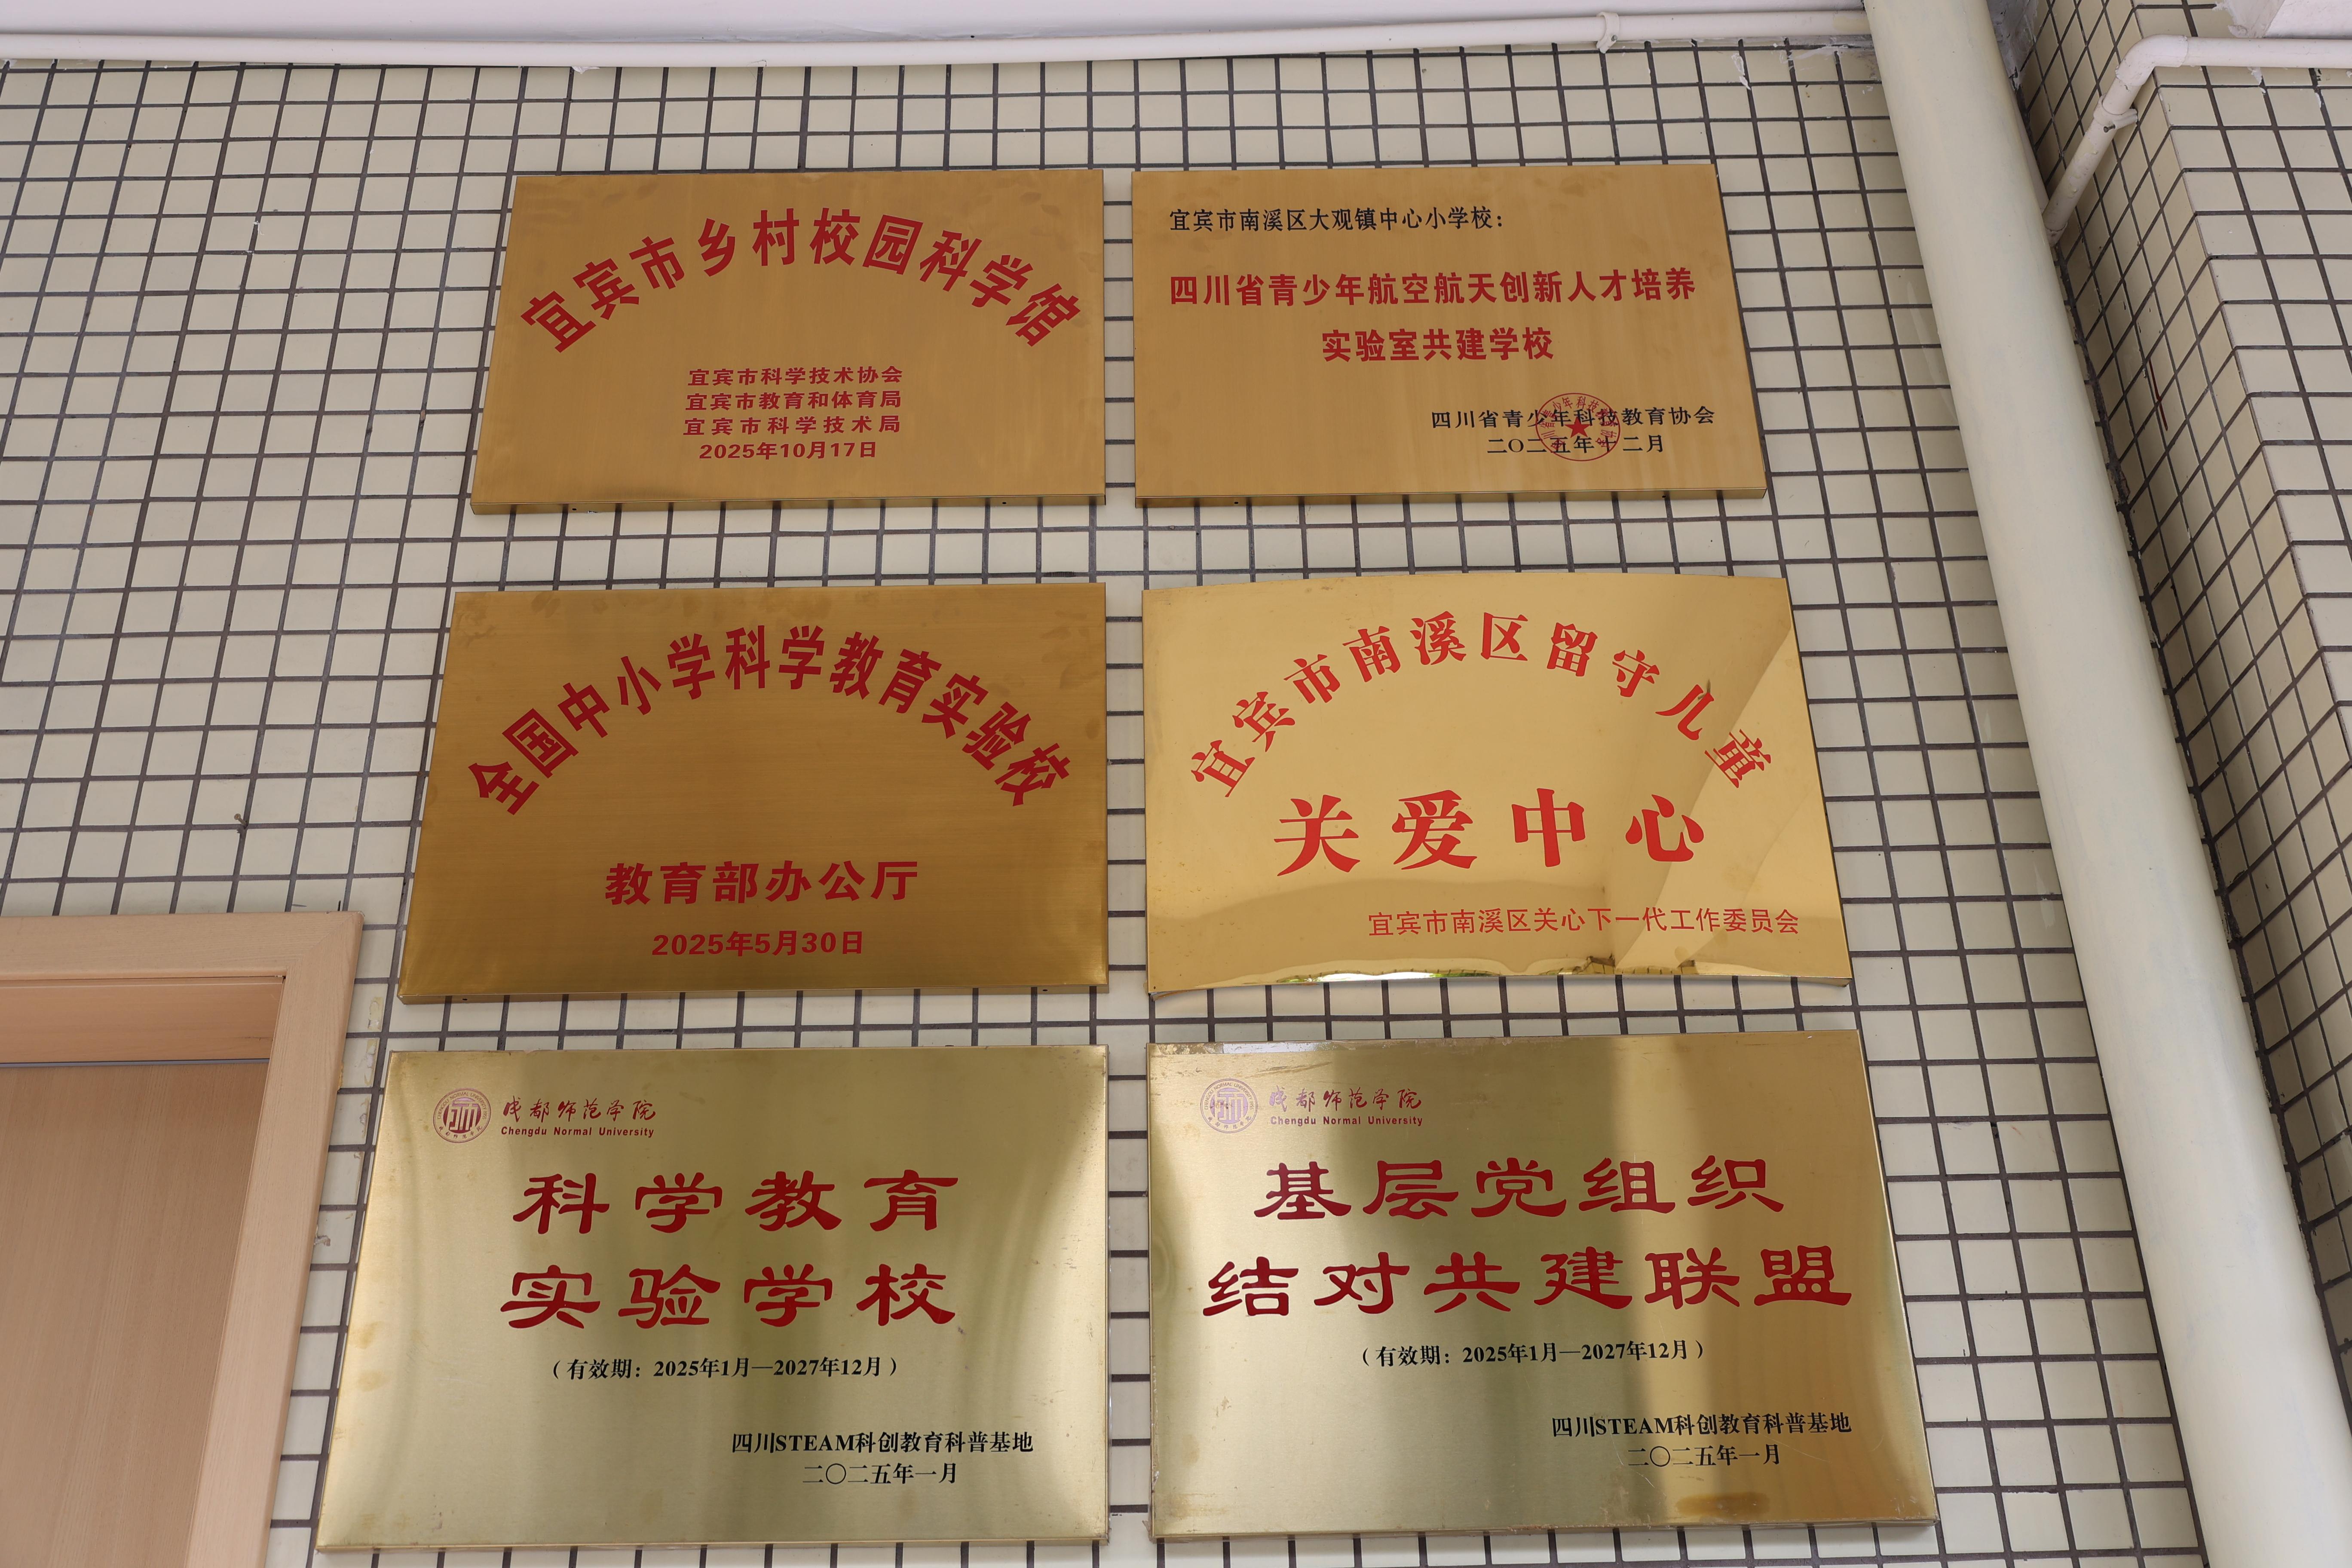 宜宾市乡村校园科学馆
宜宾市科学技术协会
宜宾市教育和体育局
宜宾市科学技术局
2025年10月17日
宜宾市南溪区大观镇中心小学校：
四川省青少年航空航天创新人才培养
实验室共建学校
四川省青少年科技教育协会
二〇二五年十二月
全国中小学科学教育实验校
教育部办公厅
2025年5月30日
宜宾市南溪区留守儿童
关爱中心
宜宾市南溪区关心下一代工作委员会
成都师范学院
Chengdu Normal University
科学教育
实验学校
（有效期：2025年1月—2027年12月）
四川STEAM科创教育科普基地
二〇二五年一月
成都师范学院
Chengdu Normal University
基层党组织
结对共建联盟
（有效期：2025年1月—2027年12月）
四川STEAM科创教育科普基地
二〇二五年一月